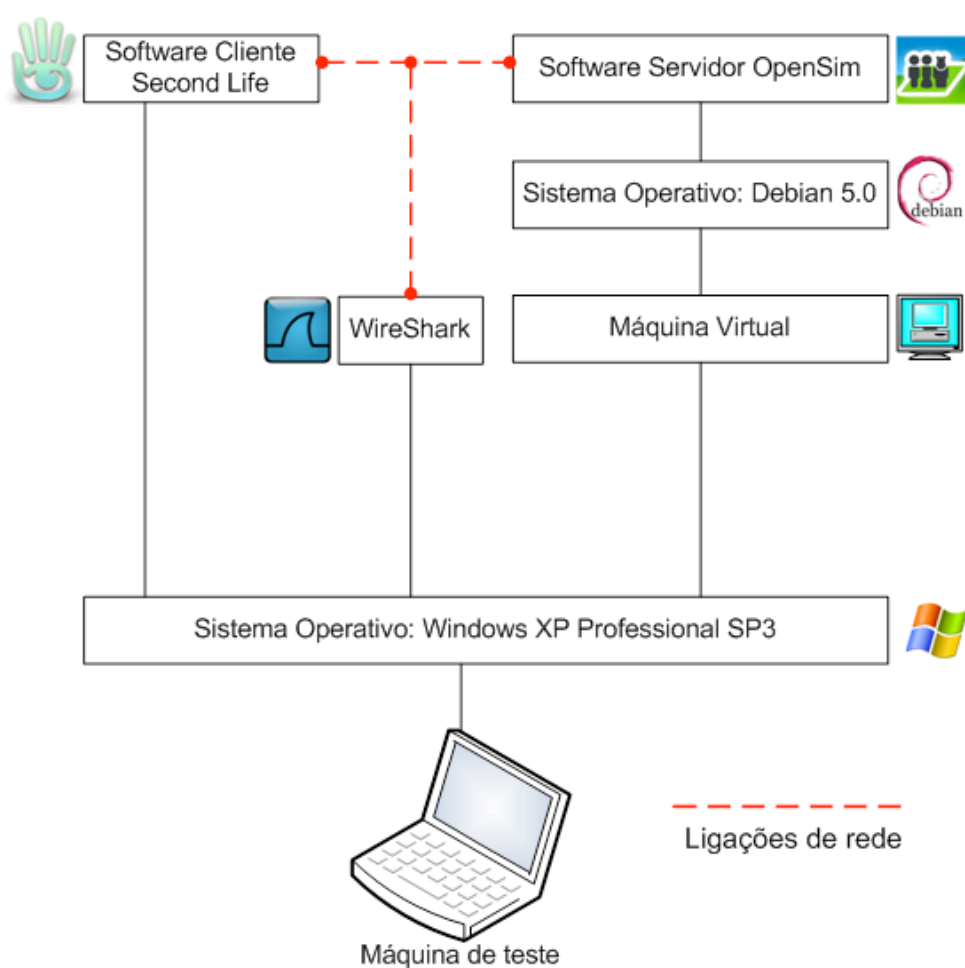 Software Cliente
Second Life
Software Servidor OpenSim
Sistema Operativo: Debian 5.0
debian
WireShark
Máquina Virtual
Sistema Operativo: Windows XP Professional SP3
Ligações de rede
Máquina de teste